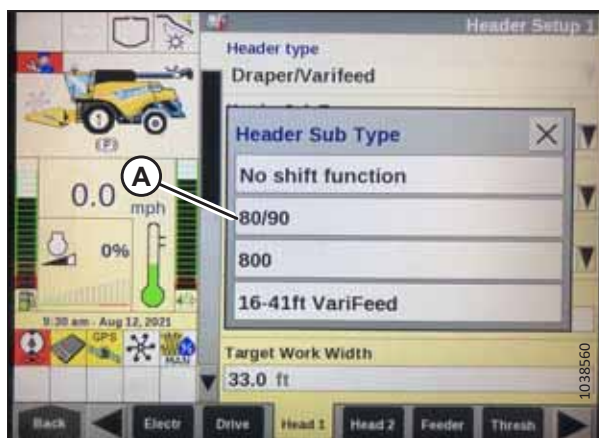 Header Setup 1
Header type
Draper/Varifeed
Header Sub Type
No shift function
80/90
800
16-41ft VariFeed
Target Work Width
33.0 ft
A
(P)
0.0 mph
0%
9:30 am - Aug 12, 2021
GPS
MAN
1038560
Back
Electr
Drive
Head 1
Head 2
Feeder
Thresh